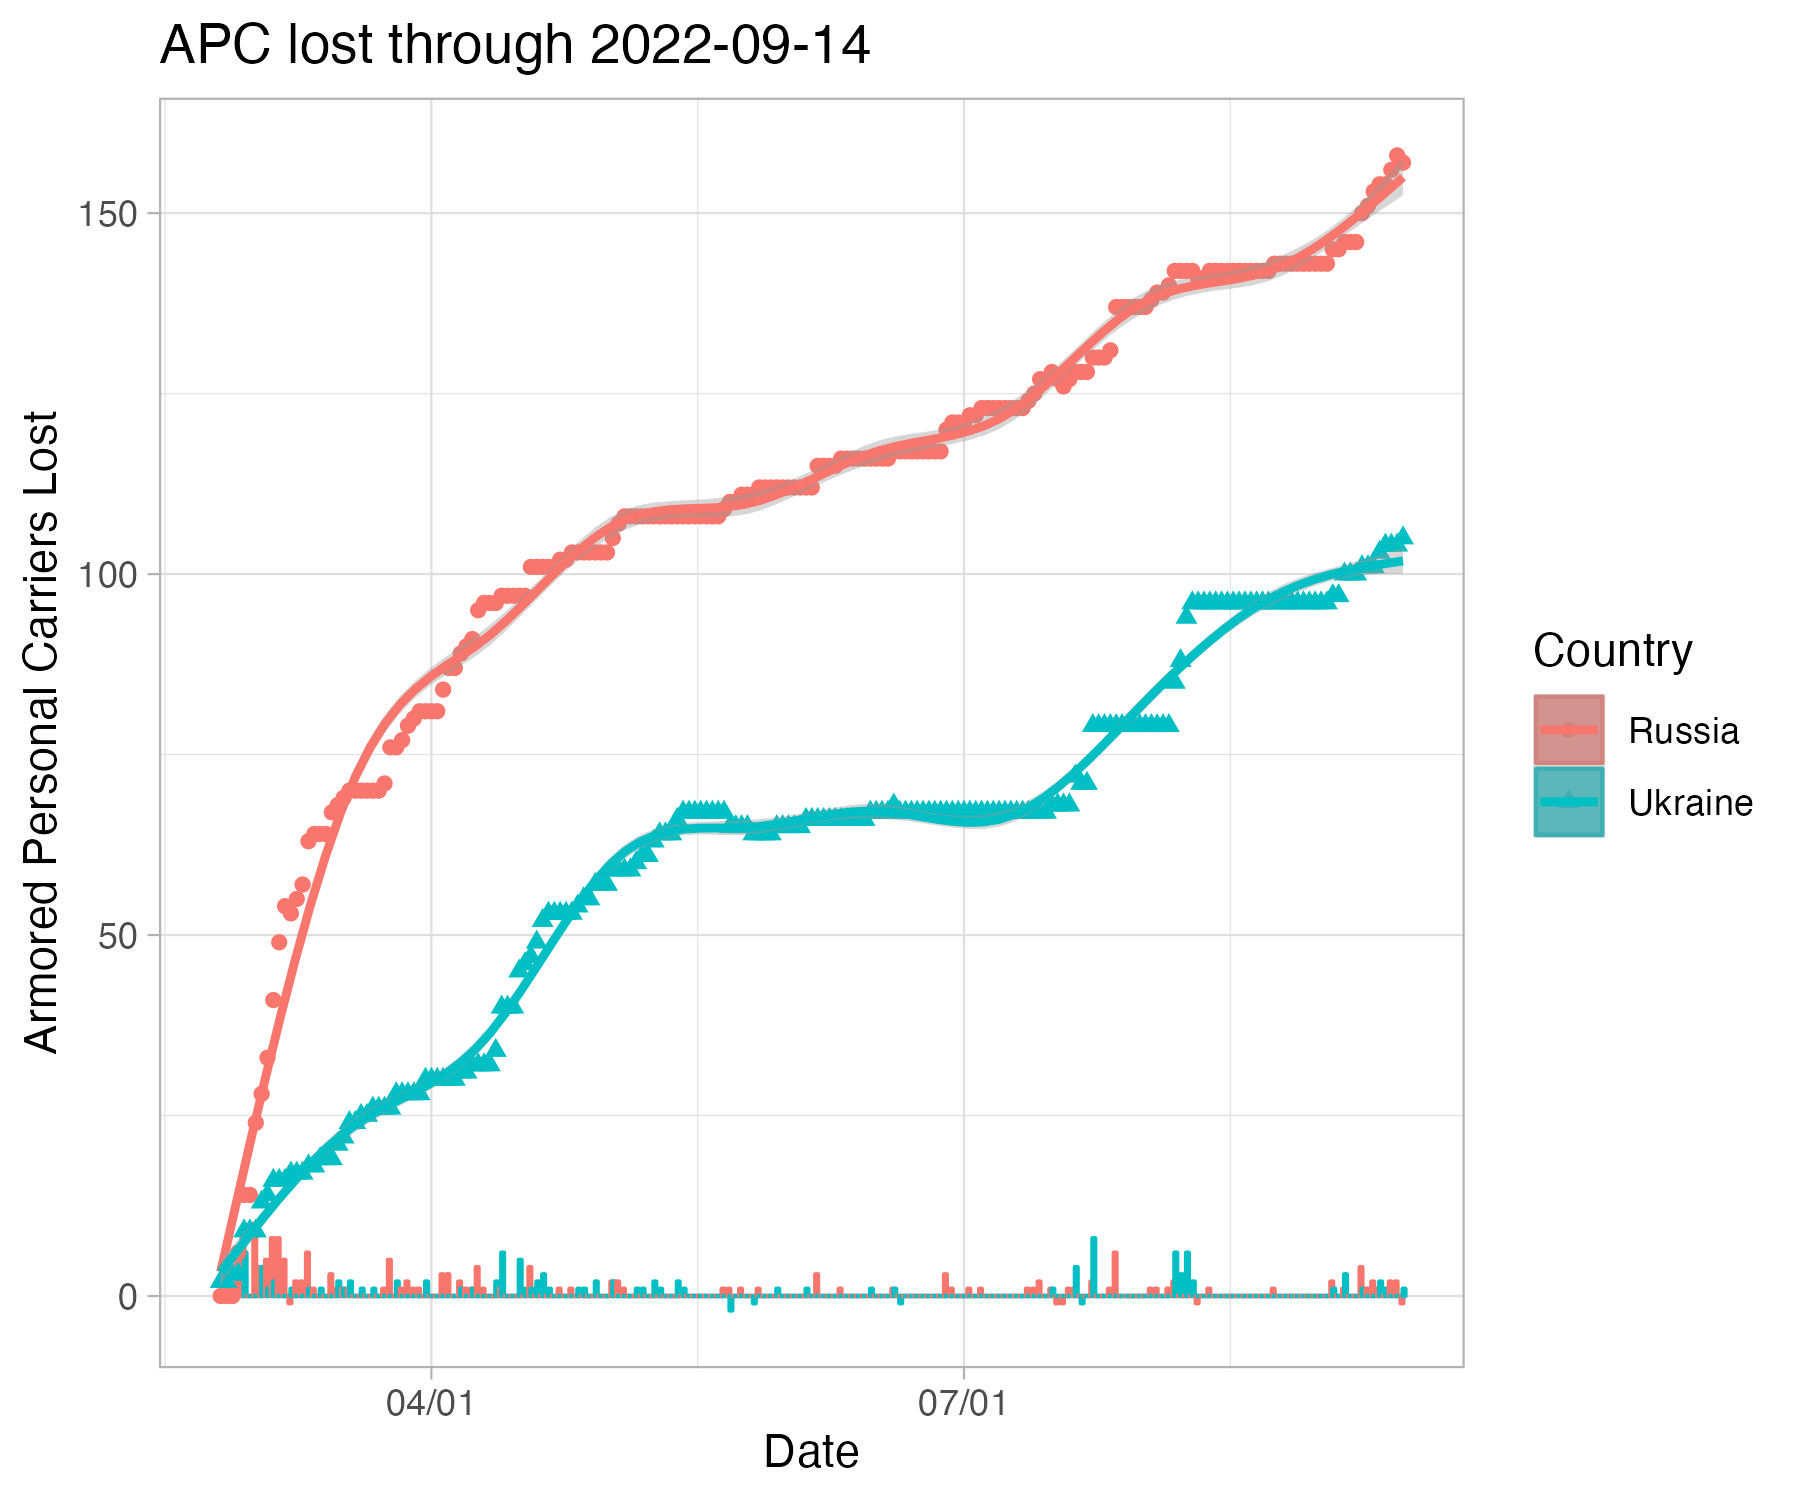 APC lost through 2022-09-14
Armored Personal Carriers Lost
150
100
50
0
04/01
07/01
Date
Country
Russia
Ukraine